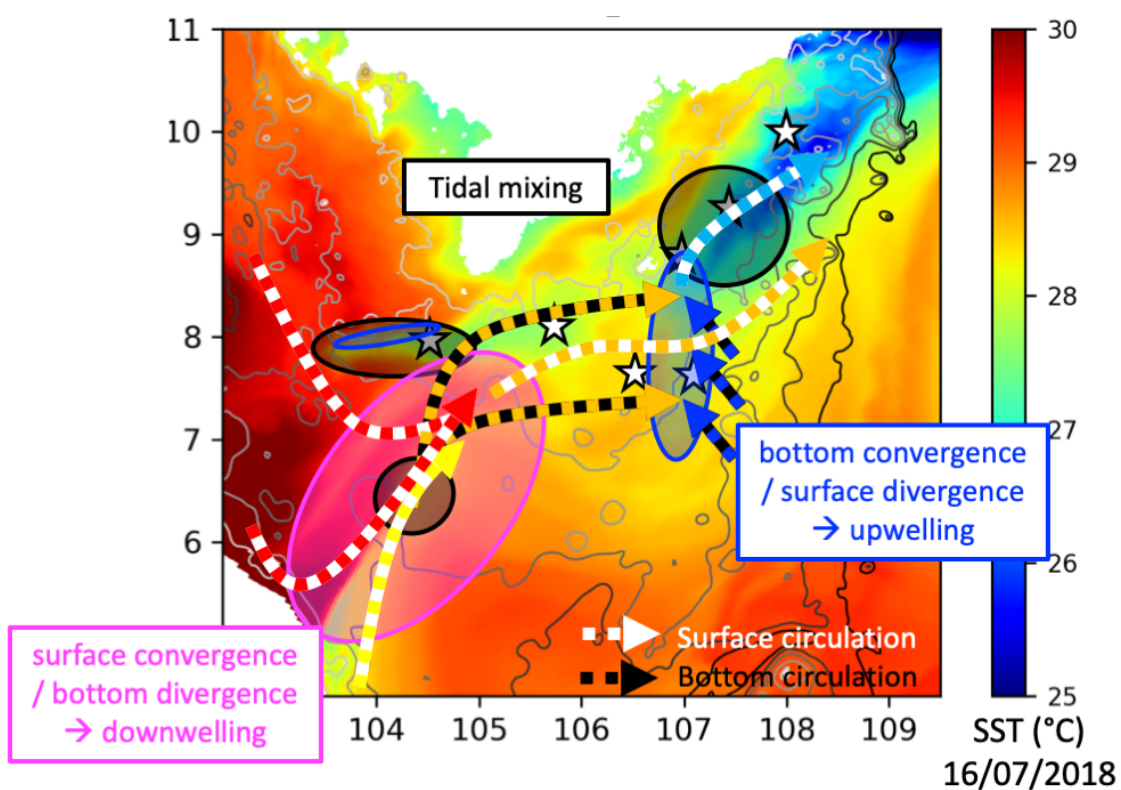 11
10
9
8
7
6
Tidal mixing
bottom convergence
/ surface divergence
→ upwelling
surface convergence
/ bottom divergence
→ downwelling
Surface circulation
Bottom circulation
104 105 106 107 108 109
30
29
28
27
26
25
SST (°C)
16/07/2018